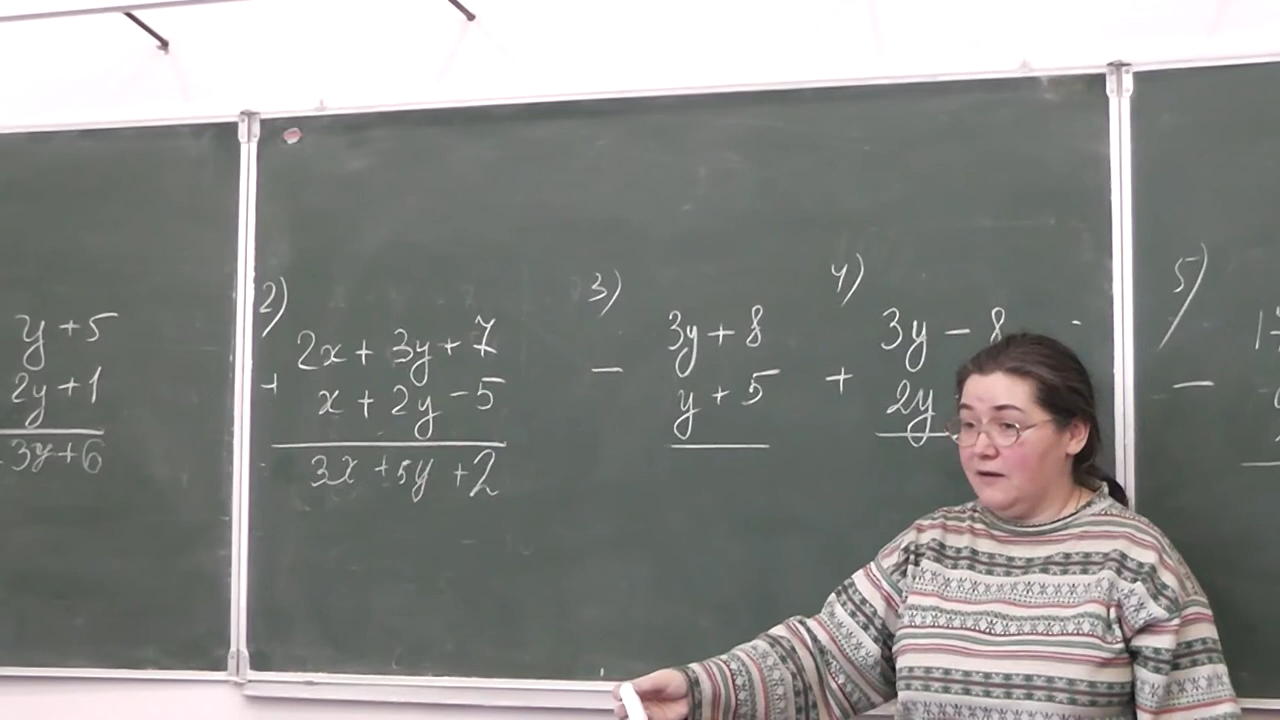 y + 5
2y + 1
3y + 6
2)
2x + 3y + 7
+
x + 2y - 5
3x + 5y + 2
3)
3y + 8
−
y + 5
4)
3y - 8
+
2y
5)
−